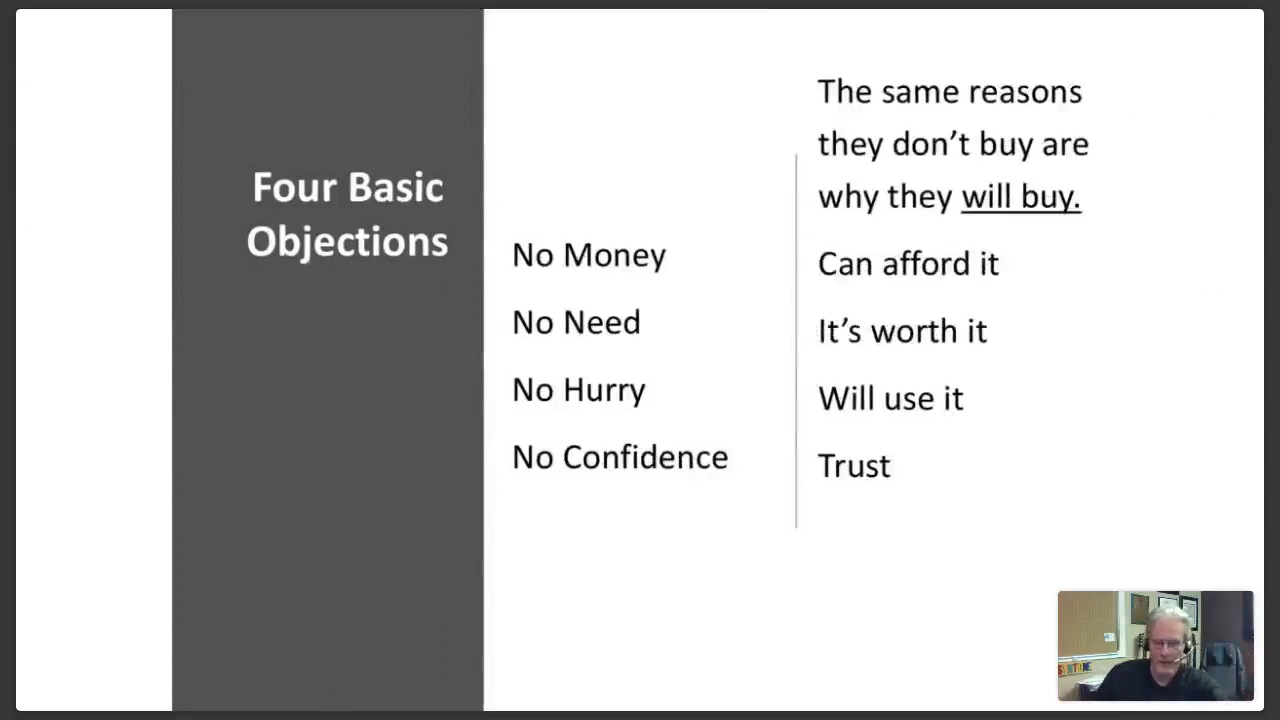 Four Basic
Objections
No Money
No Need
No Hurry
No Confidence
The same reasons
they don’t buy are
why they will buy.
Can afford it
It’s worth it
Will use it
Trust